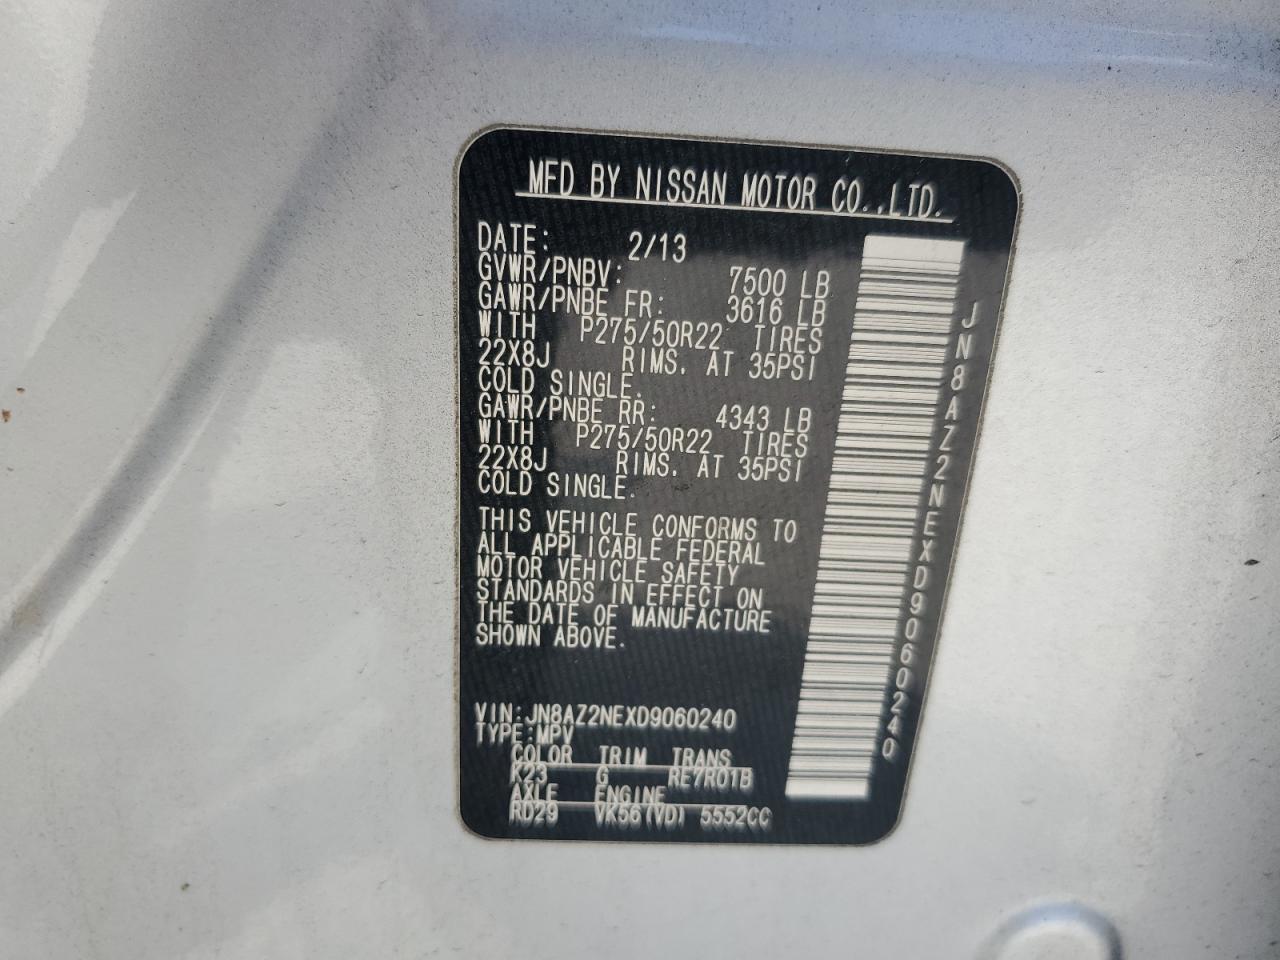 MFD BY NISSAN MOTOR CO.,LTD.
DATE: 2/13
GVWR/PNBV: 7500 LB
GAWR/PNBE FR: 3616 LB
WITH P275/50R22 TIRES
22X8J RIMS. AT 35PSI
COLD SINGLE.
GAWR/PNBE RR: 4343 LB
WITH P275/50R22 TIRES
22X8J RIMS. AT 35PSI
COLD SINGLE.
THIS VEHICLE CONFORMS TO
ALL APPLICABLE FEDERAL
MOTOR VEHICLE SAFETY
STANDARDS IN EFFECT ON
THE DATE OF MANUFACTURE
SHOWN ABOVE.
VIN:JN8AZ2NEXD9060240
TYPE:MPV
COLOR TRIM TRANS
K23 G RE7R01B
AXLE ENGINE
RD29 VK56(VD) 5552CC
JN8AZ2NEXD9060240